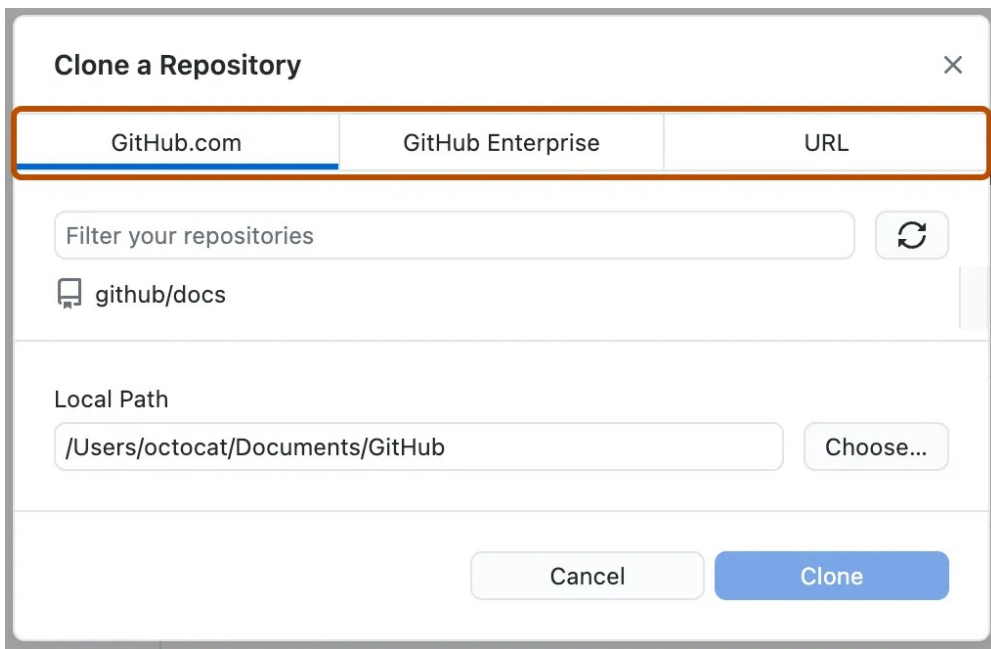 Clone a Repository
GitHub.com GitHub Enterprise URL
Filter your repositories
github/docs
Local Path
/Users/octocat/Documents/GitHub Choose...
Cancel Clone